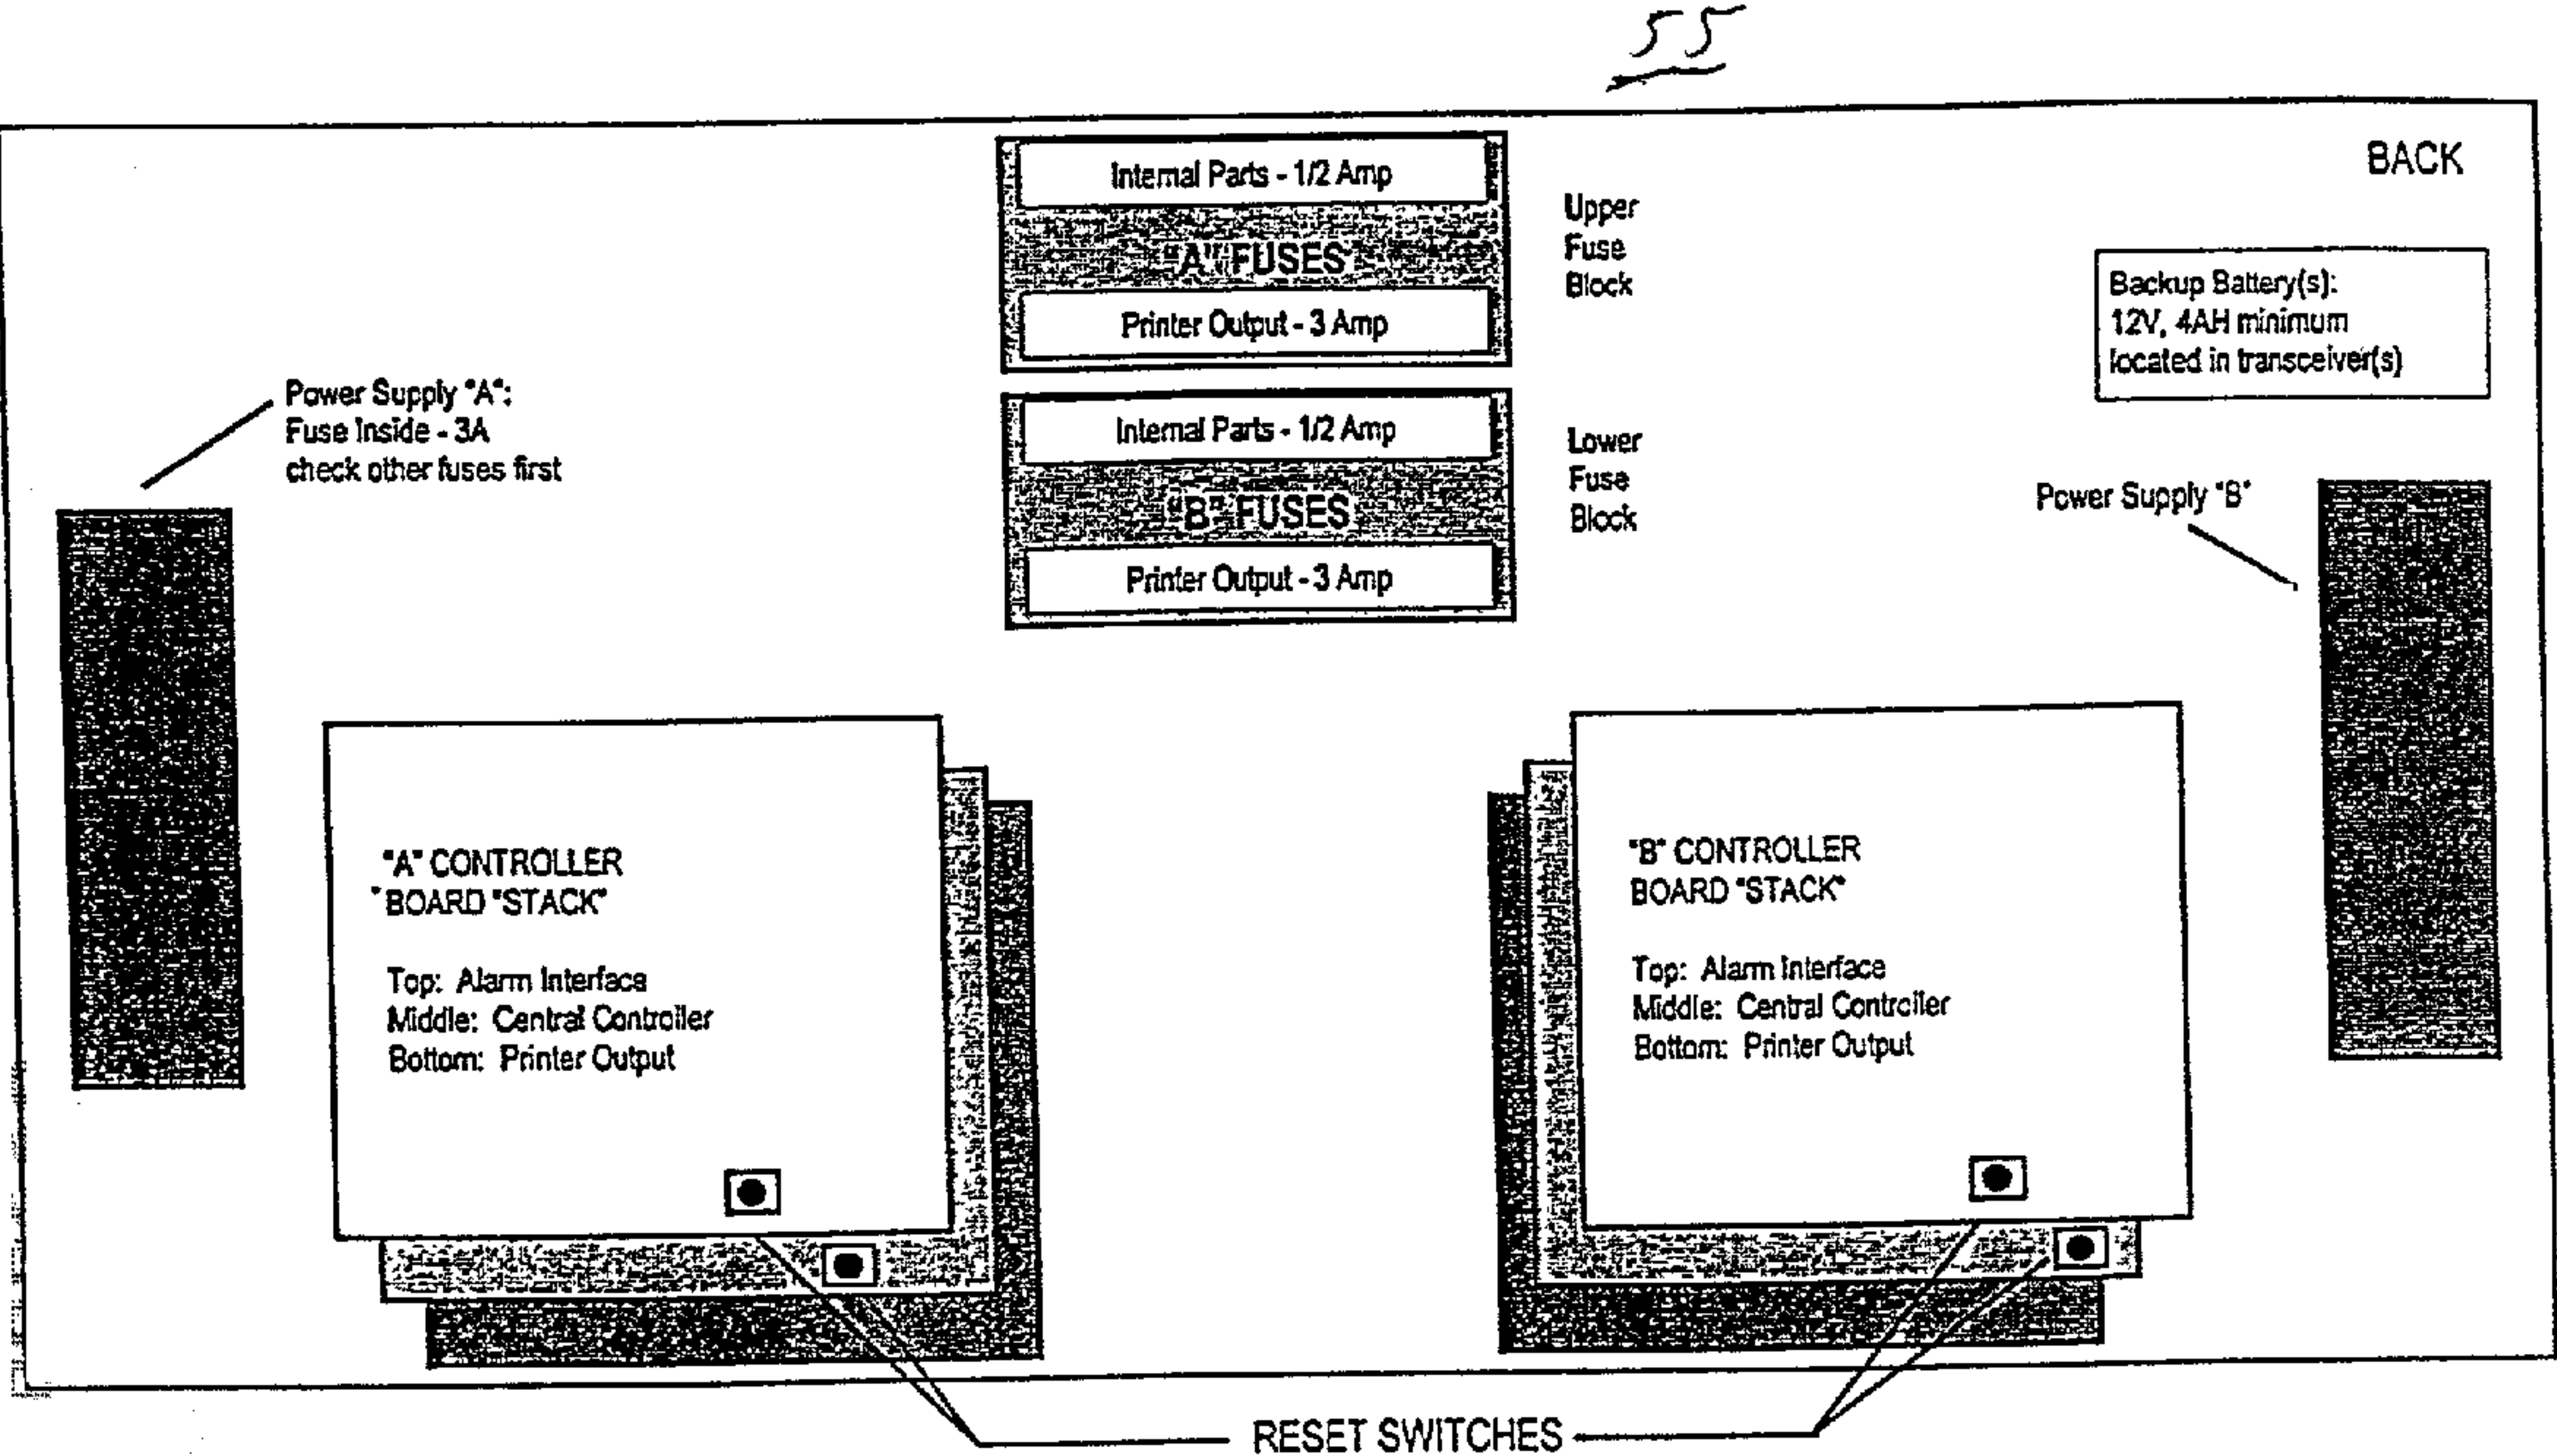 55
BACK
Internal Parts - 1/2 Amp
"A" FUSES
Printer Output - 3 Amp
Upper
Fuse
Block
Backup Battery(s):
12V, 4AH minimum
located in transceiver(s)
Power Supply "A":
Fuse Inside - 3A
check other fuses first
Internal Parts - 1/2 Amp
"B" FUSES
Printer Output - 3 Amp
Lower
Fuse
Block
Power Supply "B"
"A" CONTROLLER
BOARD "STACK"
Top: Alarm Interface
Middle: Central Controller
Bottom: Printer Output
"B" CONTROLLER
BOARD "STACK"
Top: Alarm Interface
Middle: Central Controller
Bottom: Printer Output
RESET SWITCHES